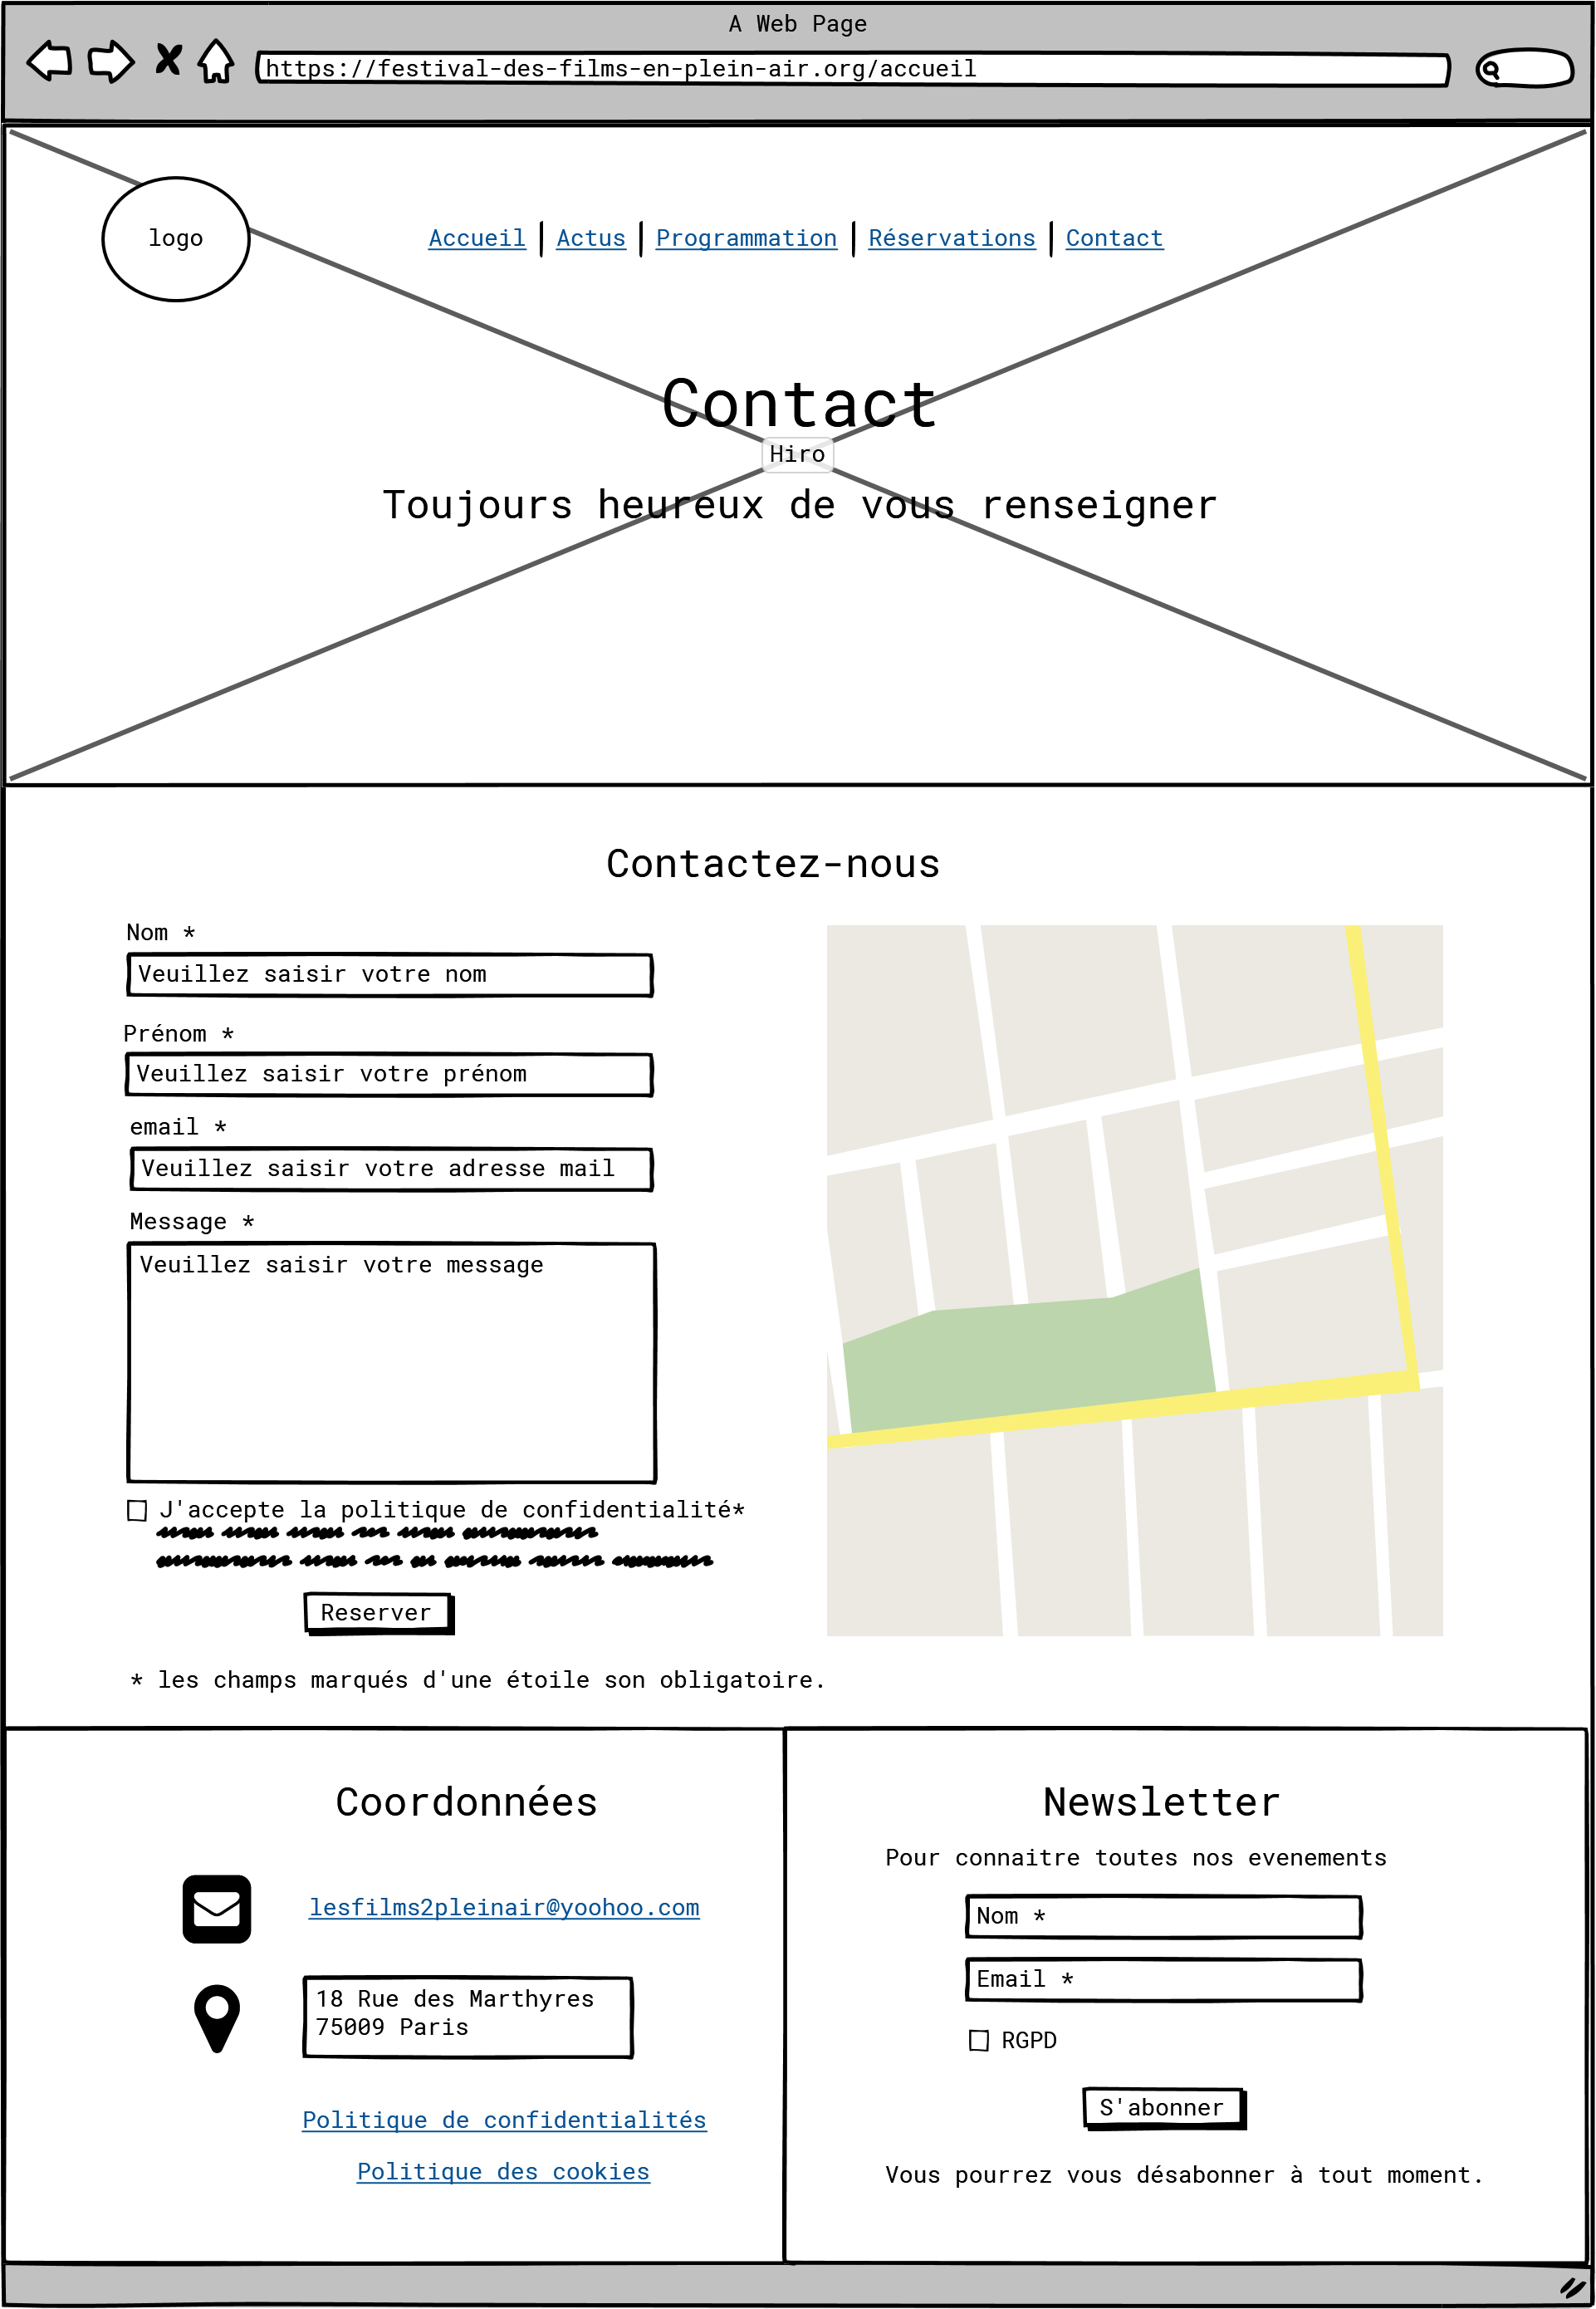 A Web Page
https://festival-des-films-en-plein-air.org/accueil
logo
Accueil | Actus | Programmation | Réservations | Contact
Contact
Hiro
Toujours heureux de vous renseigner
Contactez-nous
Nom *
Veuillez saisir votre nom
Prénom *
Veuillez saisir votre prénom
email *
Veuillez saisir votre adresse mail
Message *
Veuillez saisir votre message
J'accepte la politique de confidentialité*
Reserver
* les champs marqués d'une étoile son obligatoire.
Coordonnées
lesfilms2pleinair@yoohoo.com
18 Rue des Marthyres
75009 Paris
Politique de confidentialités
Politique des cookies
Newsletter
Pour connaitre toutes nos evenements
Nom *
Email *
RGPD
S'abonner
Vous pourrez vous désabonner à tout moment.